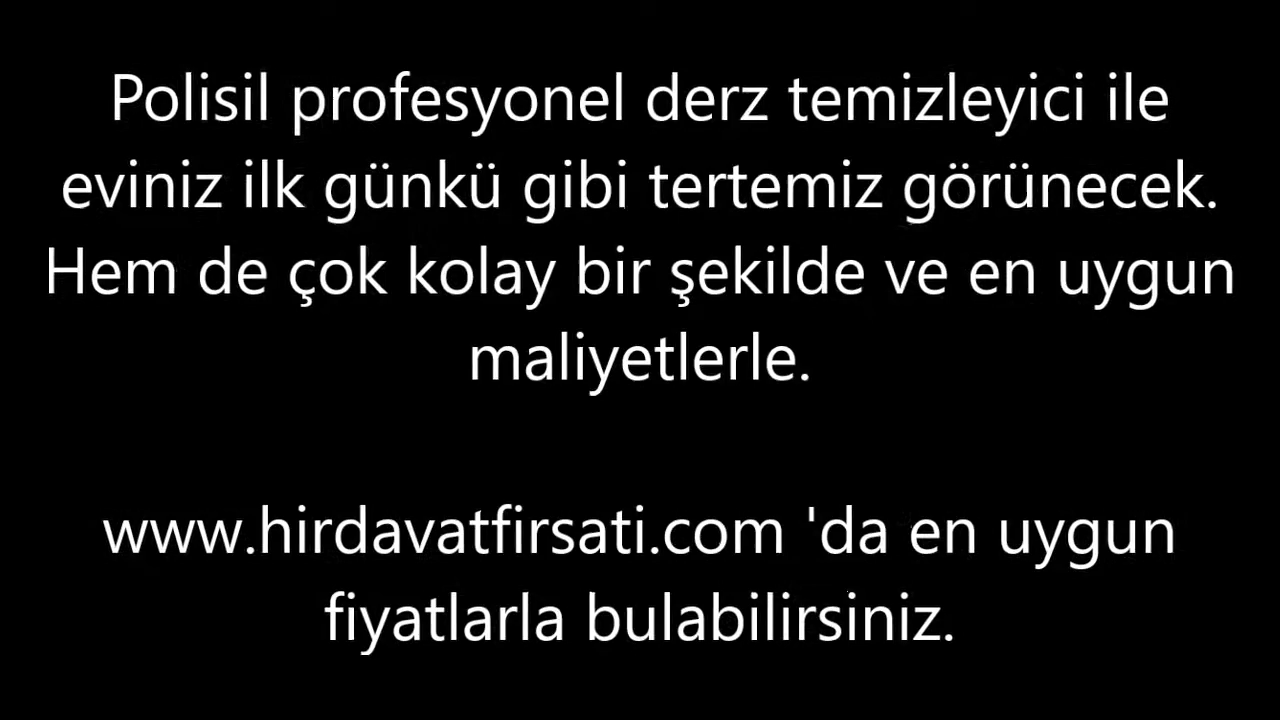 Polisil profesyonel derz temizleyici ile
eviniz ilk günkü gibi tertemiz görünecek.
Hem de çok kolay bir şekilde ve en uygun
maliyetlerle.
www.hirdavatfirsati.com 'da en uygun
fiyatlarla bulabilirsiniz.